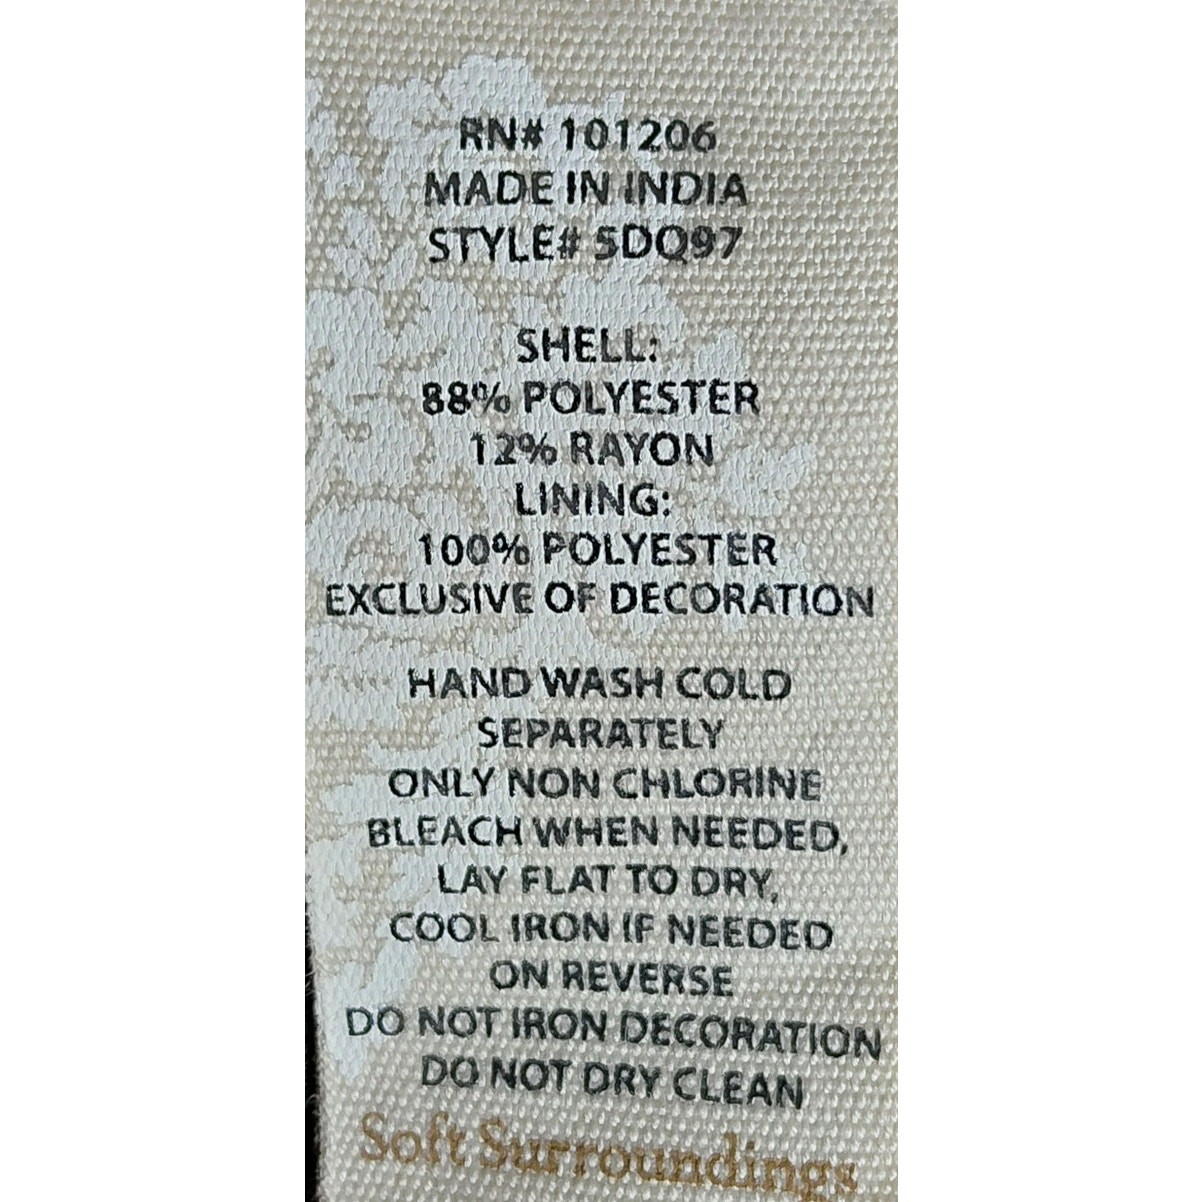 RN# 101206
MADE IN INDIA
STYLE# 5DQ97
SHELL:
88% POLYESTER
12% RAYON
LINING:
100% POLYESTER
EXCLUSIVE OF DECORATION
HAND WASH COLD
SEPARATELY
ONLY NON CHLORINE
BLEACH WHEN NEEDED,
LAY FLAT TO DRY,
COOL IRON IF NEEDED
ON REVERSE
DO NOT IRON DECORATION
DO NOT DRY CLEAN
Soft Surroundings